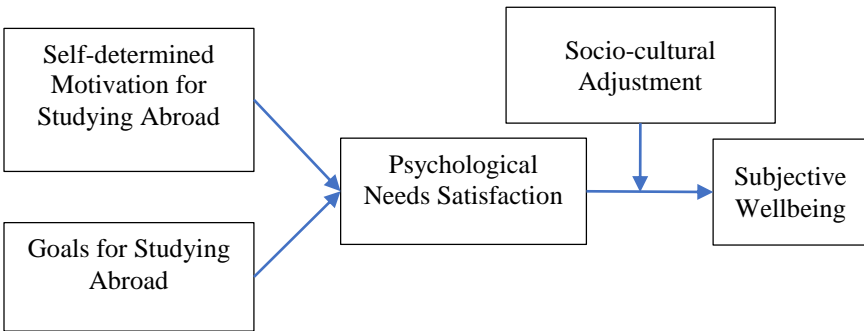 Self-determined
Motivation for
Studying Abroad
Socio-cultural
Adjustment
Psychological
Needs Satisfaction
Subjective
Wellbeing
Goals for Studying
Abroad